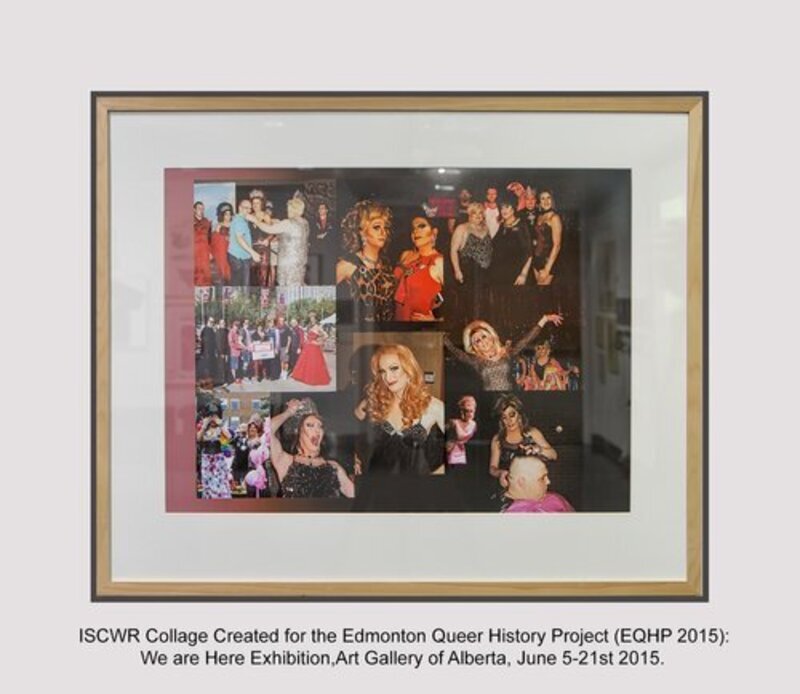 ISCWR Collage Created for the Edmonton Queer History Project (EQHP 2015):
We are Here Exhibition,Art Gallery of Alberta, June 5-21st 2015.